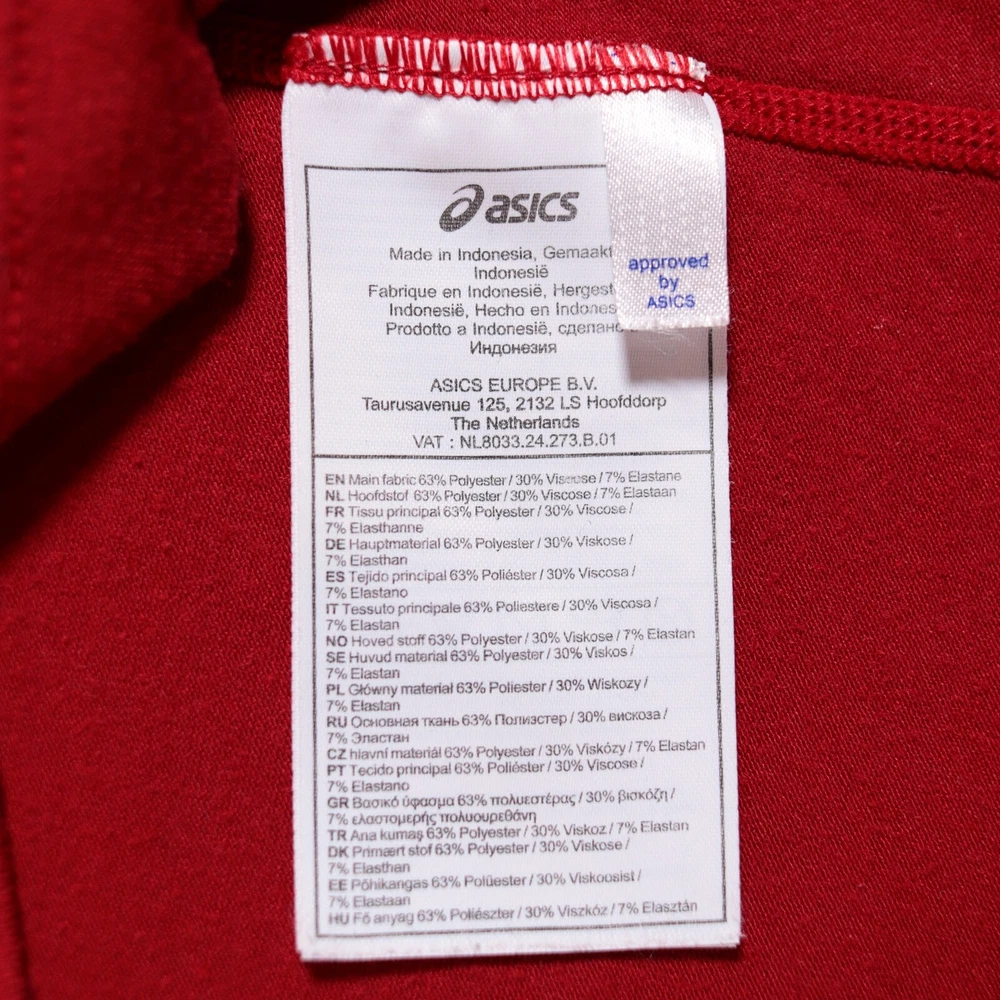 asics
Made in Indonesia, Gemaakt
Indonesië
Fabrique en Indonesië, Hergest
Indonesië, Hecho en Indones
Prodotto a Indonesië, сделано
Индонезия
approved
by
ASICS
ASICS EUROPE B.V.
Taurusavenue 125, 2132 LS Hoofddorp
The Netherlands
VAT : NL8033.24.273.B.01
EN Main fabric 63% Polyester / 30% Viscose / 7% Elastane
NL Hoofdstof 63% Polyester / 30% Viscose / 7% Elastaan
FR Tissu principal 63% Polyester / 30% Viscose /
7% Elasthanne
DE Hauptmaterial 63% Polyester / 30% Viskose /
7% Elasthan
ES Tejido principal 63% Poliéster / 30% Viscosa /
7% Elastano
IT Tessuto principale 63% Poliestere / 30% Viscosa /
7% Elastan
NO Hoved stoff 63% Polyester / 30% Viskose / 7% Elastan
SE Huvud material 63% Polyester / 30% Viskos /
7% Elastan
PL Główny material 63% Poliester / 30% Wiskozy /
7% Elastan
RU Основная ткань 63% Полиэстер / 30% вискоза /
7% Эластан
CZ hlavní materiál 63% Polyester / 30% Viskózy / 7% Elastan
PT Tecido principal 63% Poliéster / 30% Viscose /
7% Elastano
GR Βασικό ύφασμα 63% πολυεστέρας / 30% βισκόζη /
7% ελαστομερής πολυουρεθάνη
TR Ana kumaş 63% Polyester / 30% Viskoz / 7% Elastan
DK Primært stof 63% Polyester / 30% Viskose /
7% Elasthan
EE Põhikangas 63% Polüester / 30% Viskoosist /
7% Elastaan
HU Fő anyag 63% Poliészter / 30% Viszkóz / 7% Elasztán